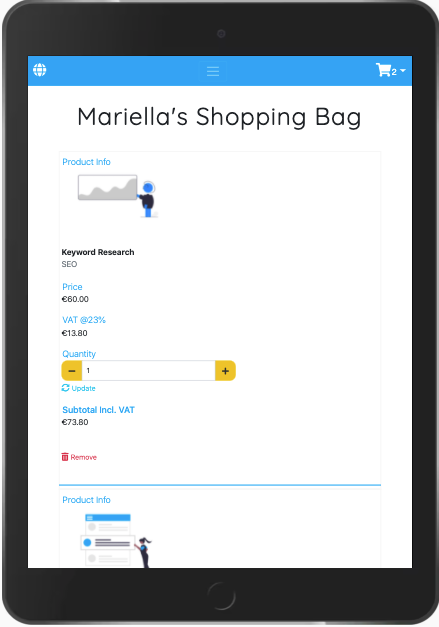 2
Mariella's Shopping Bag
Product Info
Keyword Research
SEO
Price
€60.00
VAT @23%
€13.80
Quantity
− 1 +
Update
Subtotal Incl. VAT
€73.80
Remove
Product Info